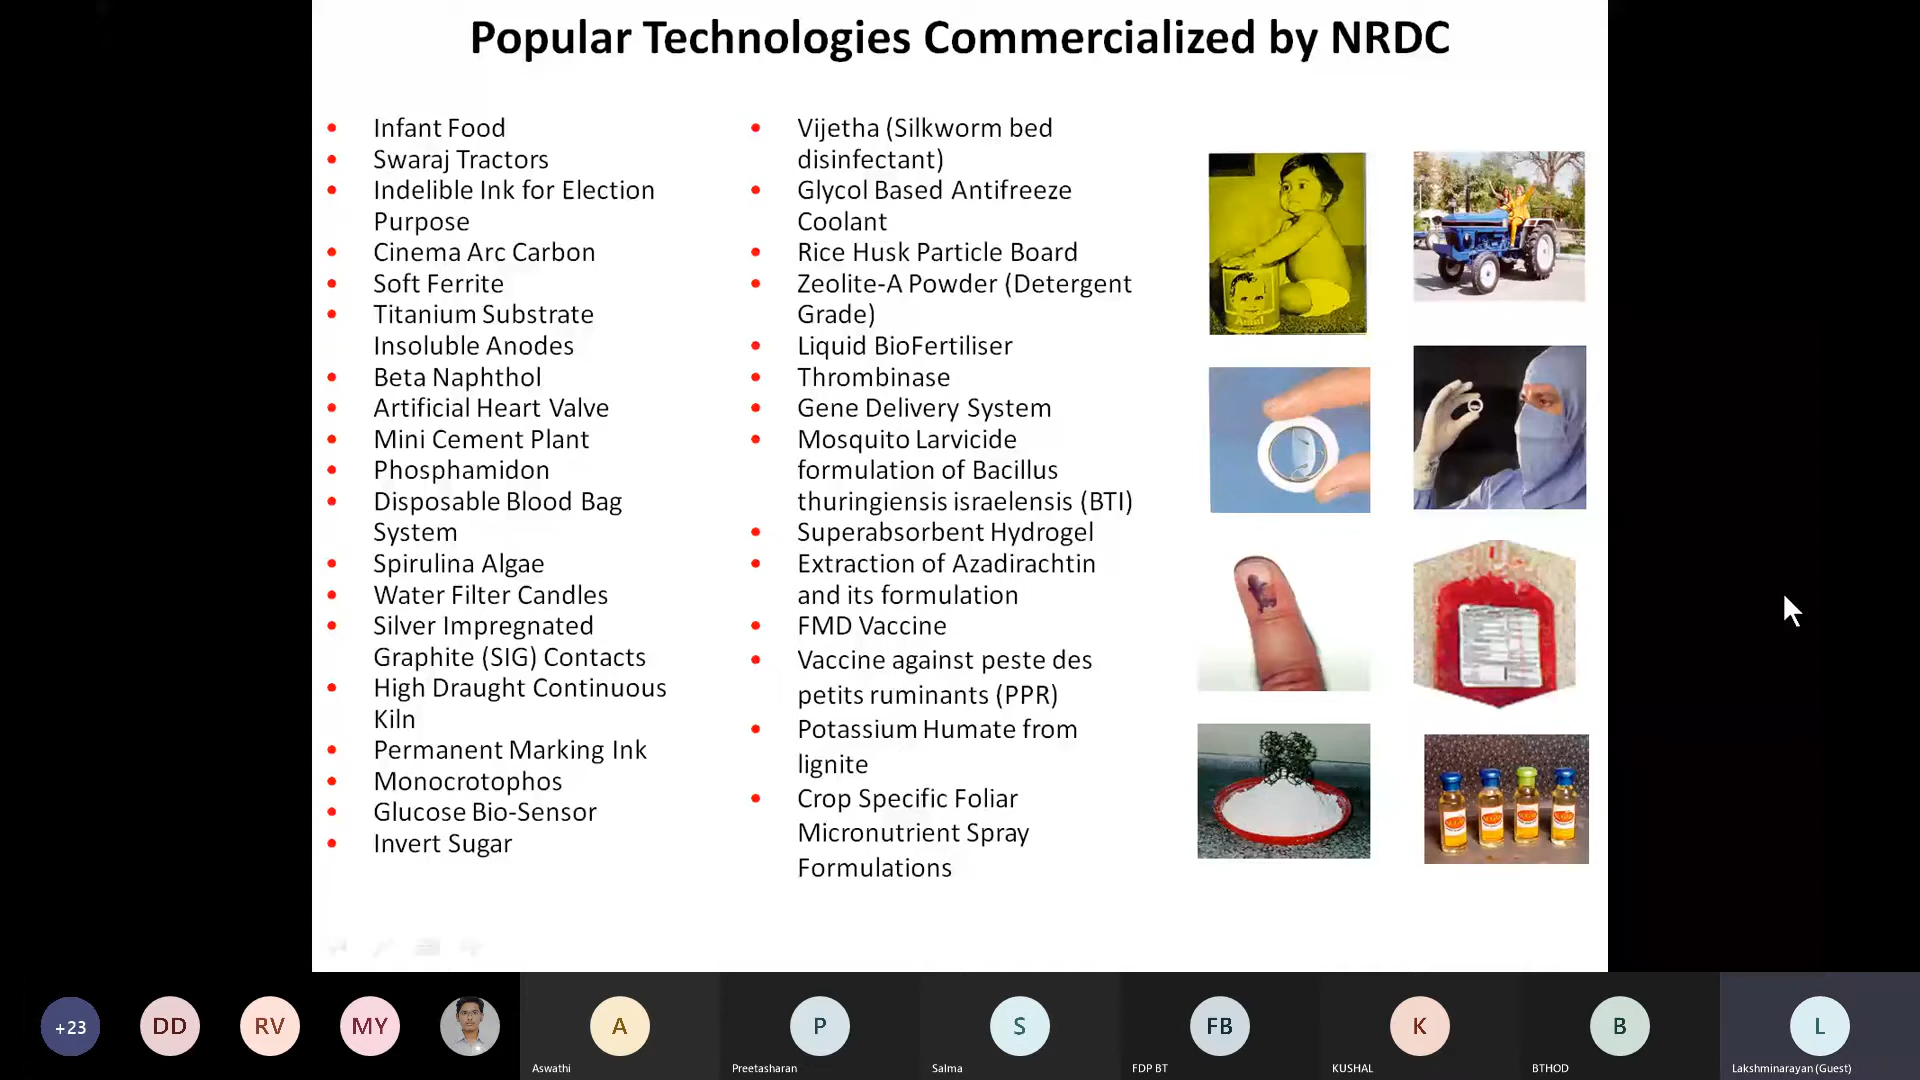 Popular Technologies Commercialized by NRDC
• Infant Food
• Swaraj Tractors
• Indelible Ink for Election
Purpose
• Cinema Arc Carbon
• Soft Ferrite
• Titanium Substrate
Insoluble Anodes
• Beta Naphthol
• Artificial Heart Valve
• Mini Cement Plant
• Phosphamidon
• Disposable Blood Bag
System
• Spirulina Algae
• Water Filter Candles
• Silver Impregnated
Graphite (SIG) Contacts
• High Draught Continuous
Kiln
• Permanent Marking Ink
• Monocrotophos
• Glucose Bio-Sensor
• Invert Sugar
• Vijetha (Silkworm bed
disinfectant)
• Glycol Based Antifreeze
Coolant
• Rice Husk Particle Board
• Zeolite-A Powder (Detergent
Grade)
• Liquid BioFertiliser
• Thrombinase
• Gene Delivery System
• Mosquito Larvicide
formulation of Bacillus
thuringiensis israelensis (BTI)
• Superabsorbent Hydrogel
• Extraction of Azadirachtin
and its formulation
• FMD Vaccine
• Vaccine against peste des
petits ruminants (PPR)
• Potassium Humate from
lignite
• Crop Specific Foliar
Micronutrient Spray
Formulations
Amul
+23 DD RV MY A P S FB K B L
Aswathi Preetasharan Salma FDP BT KUSHAL BTHOD Lakshminarayan (Guest)